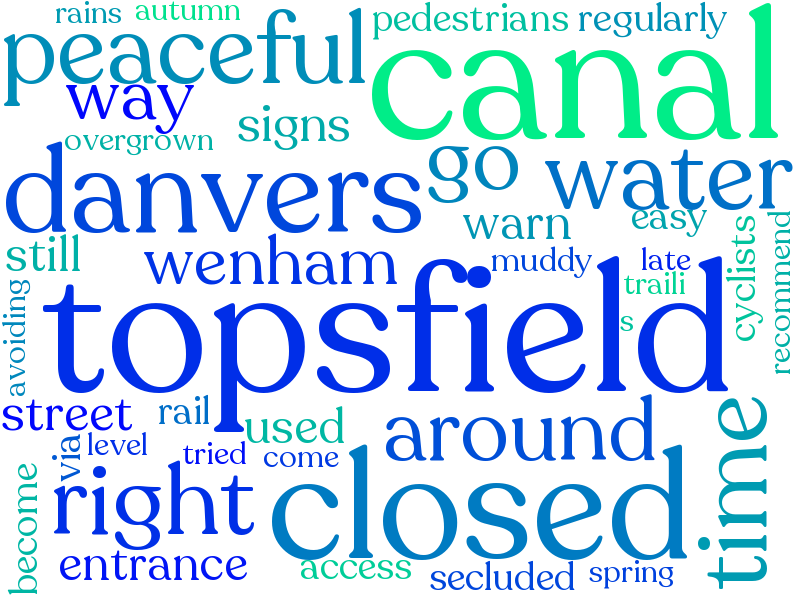 rains autumn
pedestrians regularly
peaceful canal
way
signs
overgrown
danvers go water
warn easy
still wenham muddy late
cyclists
recommend
traili
s
avoiding
topsfield
street rail used around
time
via level tried come
right closed
become
entrance access secluded spring